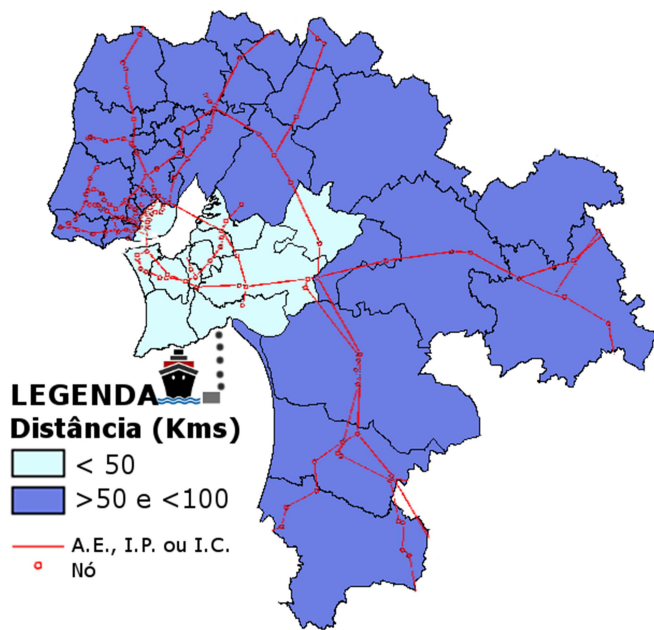 LEGENDA
Distância (Kms)
< 50
>50 e <100
A.E., I.P. ou I.C.
Nó